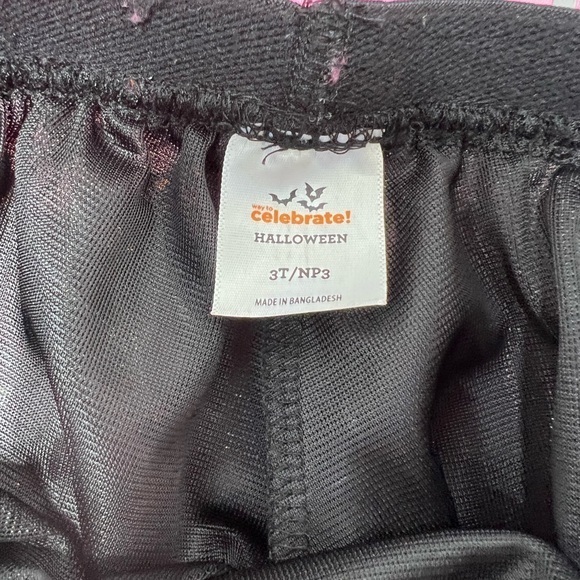 way to
celebrate!
HALLOWEEN
3T/NP3
MADE IN BANGLADESH